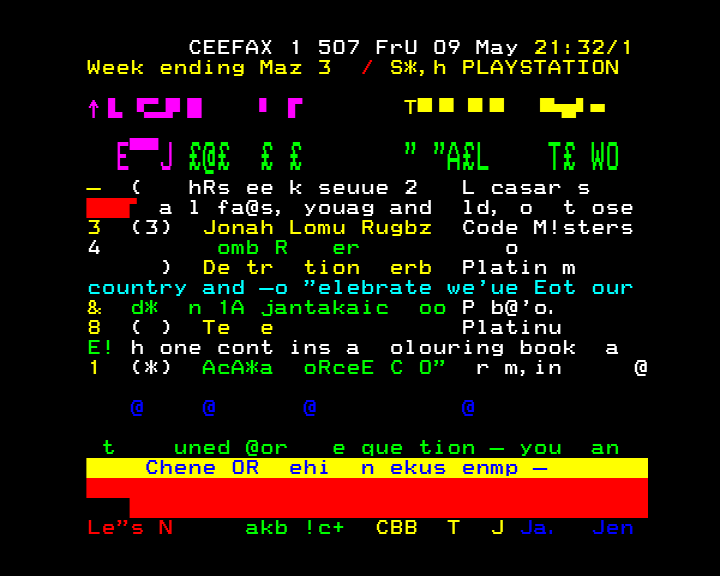 CEEFAX 1 507 FrU 09 May 21:32/1
Week ending Maz 3 / S*,h PLAYSTATION
↑ T
E J £@£ £ £ ” ”A£L T£ WO
— ( hRs ee k seuue 2 L casar s
a l fa@s, youag and ld, o t ose
3 (3) Jonah Lomu Rugbz Code M!sters
4 omb R er o
) De tr tion erb Platin m
country and —o ”elebrate we’ue Eot our
& d* n 1A jantakaic oo P b@’o.
8 ( ) Te e Platinu
E! h one cont ins a olouring book a
1 (*) AcA*a oRceE C O” r m,in @
@ @ @ @
t uned @or e que tion — you an
Chene OR ehi n ekus enmp —
Le”s N akb !c+ CBB T J Ja. Jen